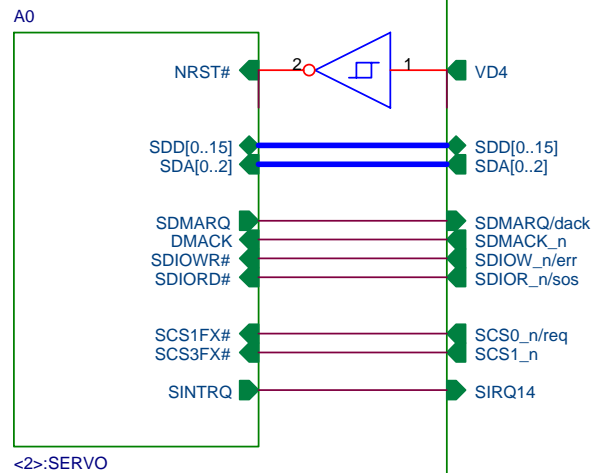 A0
NRST# 2 1 VD4
SDD[0..15] SDD[0..15]
SDA[0..2] SDA[0..2]
SDMARQ SDMARQ/dack
DMACK SDMACK_n
SDIOWR# SDIOW_n/err
SDIORD# SDIOR_n/sos
SCS1FX# SCS0_n/req
SCS3FX# SCS1_n
SINTRQ SIRQ14
<2>:SERVO